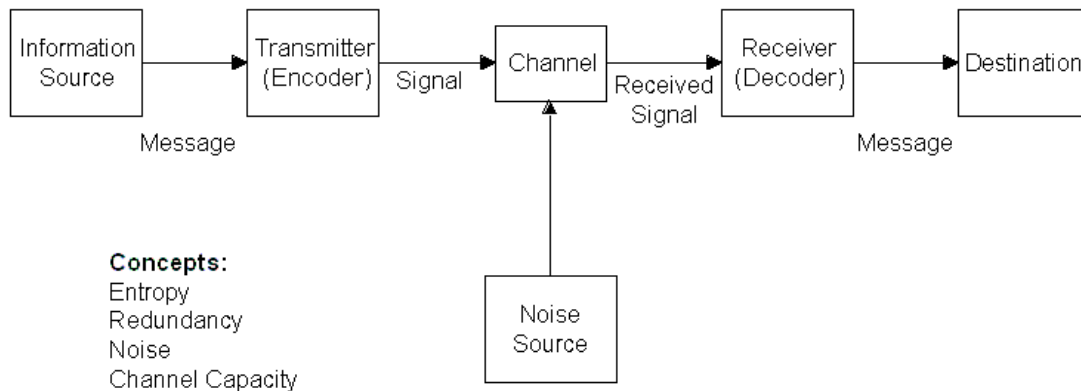 Information
Source
Transmitter
(Encoder)
Channel
Receiver
(Decoder)
Destination
Message
Signal
Received
Signal
Message
Noise
Source
Concepts:
Entropy
Redundancy
Noise
Channel Capacity